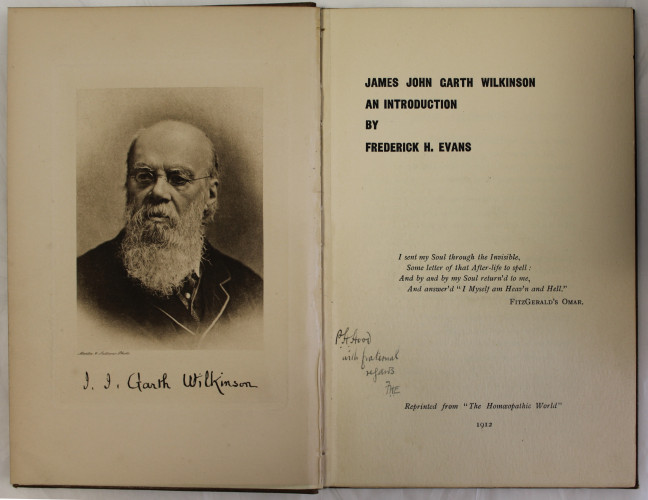 J. J. Garth Wilkinson
JAMES JOHN GARTH WILKINSON
AN INTRODUCTION
BY
FREDERICK H. EVANS
I sent my Soul through the Invisible,
Some letter of that After-life to spell:
And by and by my Soul return'd to me,
And answer'd "I Myself am Heav'n and Hell."
FITZGERALD'S OMAR.
Hood
with fraternal
regards
Reprinted from "The Homœopathic World"
1912